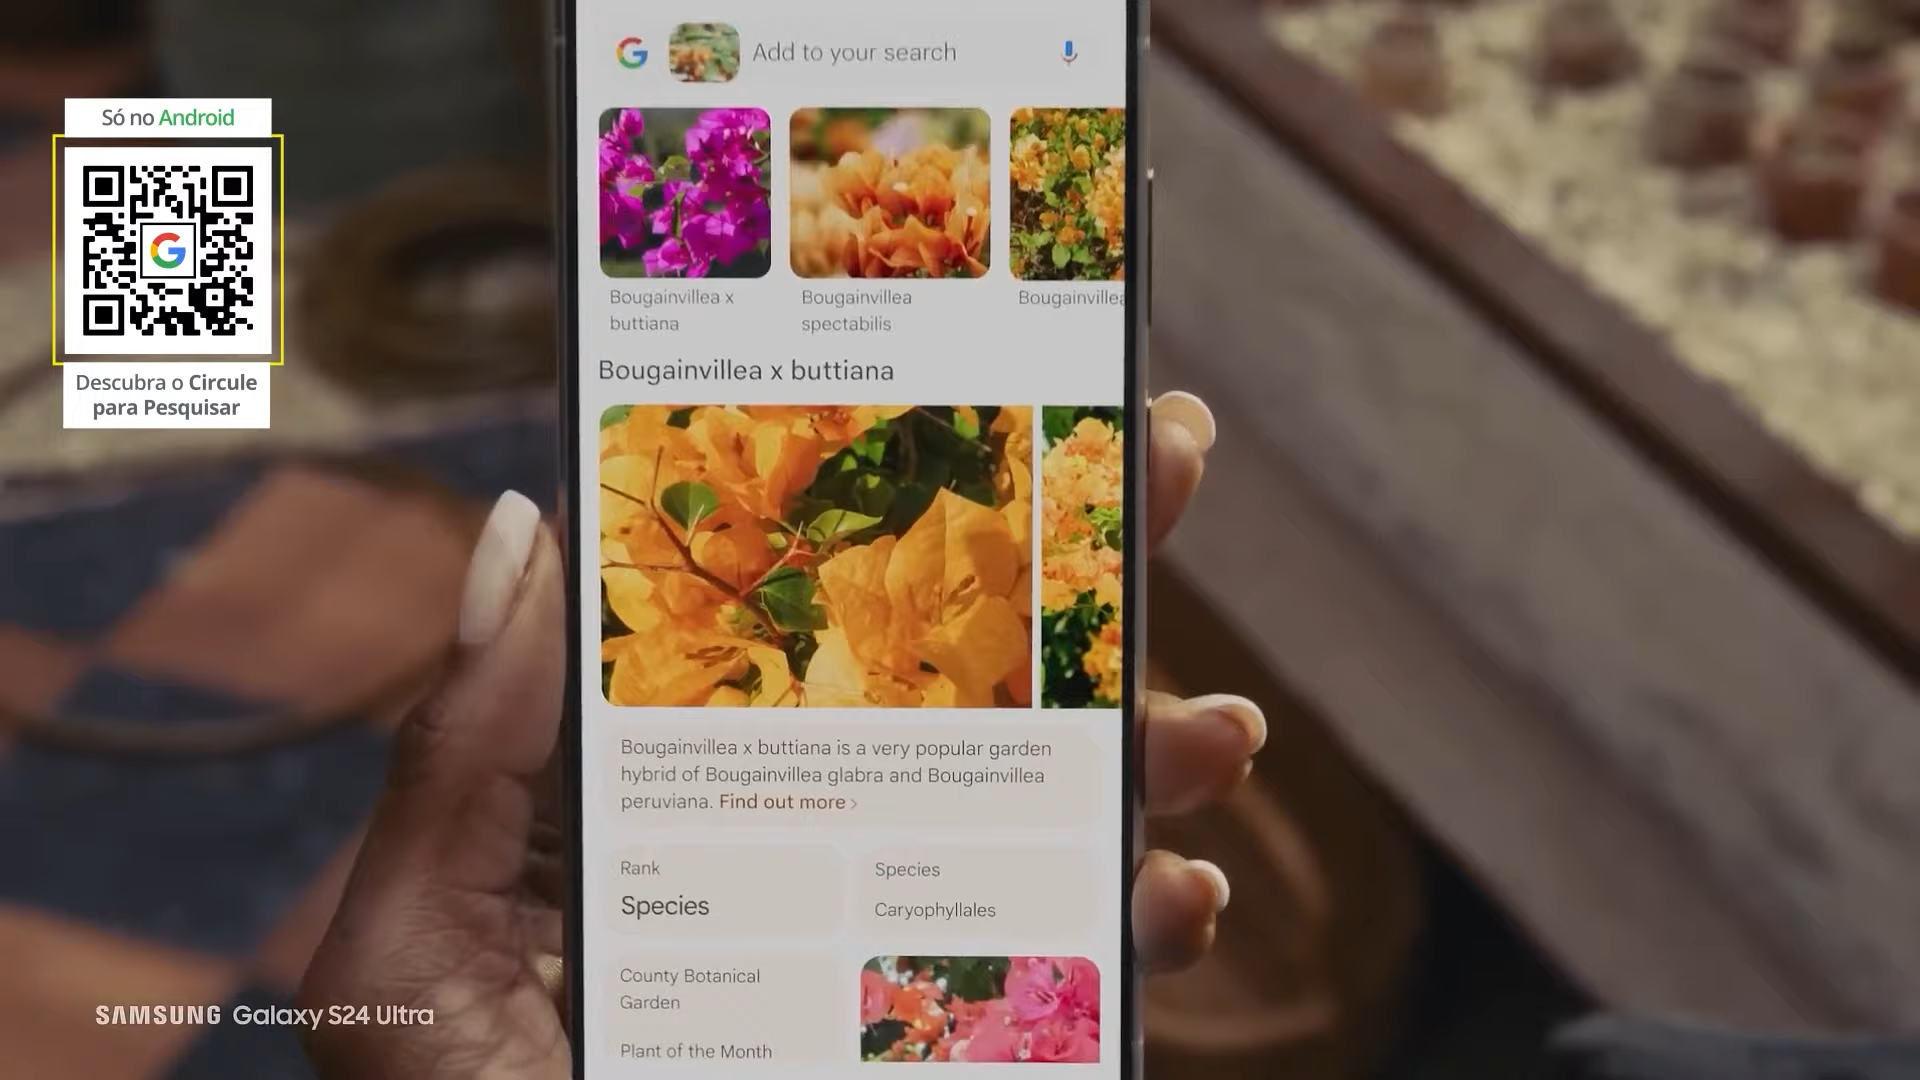 Só no Android
Descubra o Circule
para Pesquisar
SAMSUNG Galaxy S24 Ultra
Add to your search
Bougainvillea x
buttiana
Bougainvillea
spectabilis
Bougainvillea
Bougainvillea x buttiana
Bougainvillea x buttiana is a very popular garden
hybrid of Bougainvillea glabra and Bougainvillea
peruviana. Find out more >
Rank
Species
Species
Caryophyllales
County Botanical
Garden
Plant of the Month